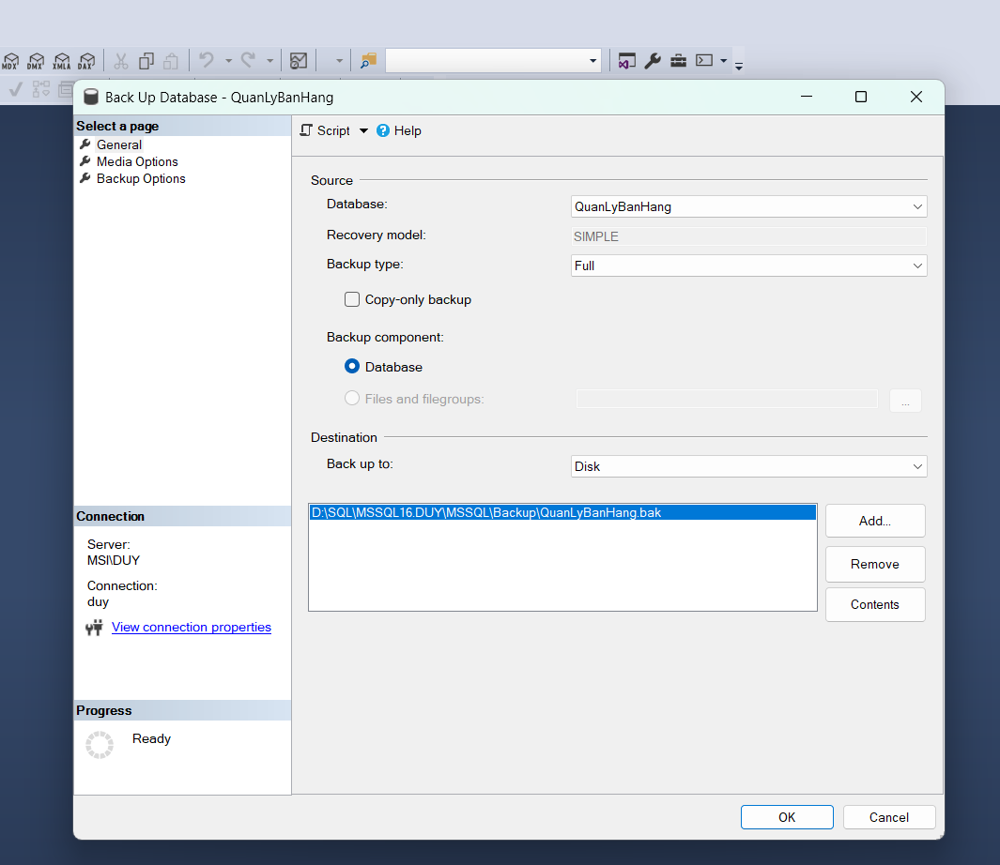 MDX DMX XMLA DAX
Back Up Database - QuanLyBanHang
Select a page
General
Media Options
Backup Options
Script Help
Source
Database: QuanLyBanHang
Recovery model: SIMPLE
Backup type: Full
Copy-only backup
Backup component:
Database
Files and filegroups: ...
Destination
Back up to: Disk
D:\SQL\MSSQL16.DUY\MSSQL\Backup\QuanLyBanHang.bak
Add...
Remove
Contents
Connection
Server:
MSI\DUY
Connection:
duy
View connection properties
Progress
Ready
OK Cancel